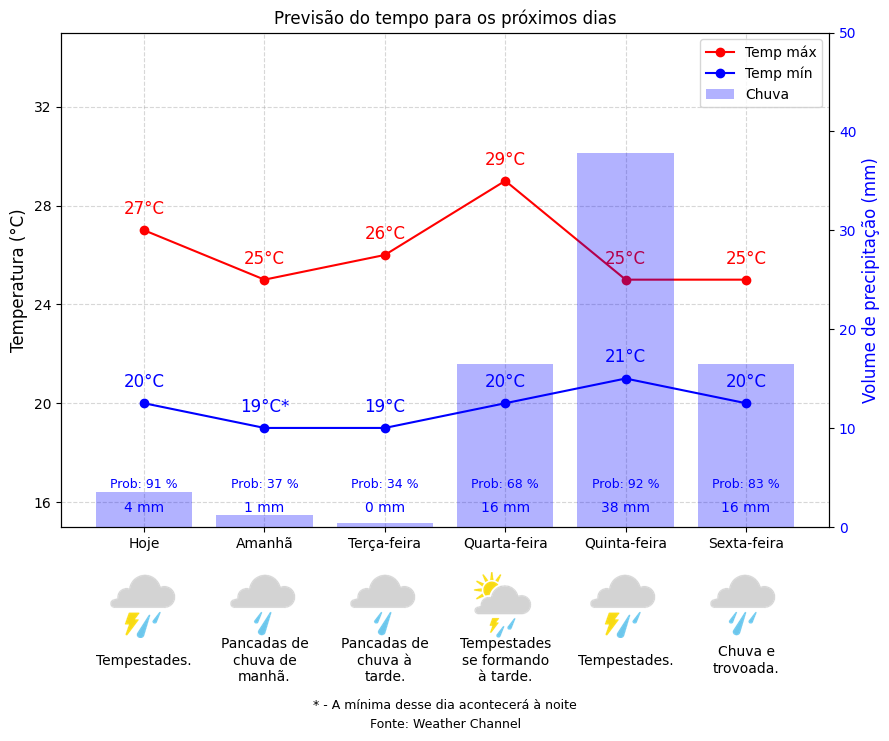 Previsão do tempo para os próximos dias
Temp máx
Temp mín
Chuva
Temperatura (°C)
Volume de precipitação (mm)
32
28
24
20
16
50
40
30
20
10
0
27°C
25°C
26°C
29°C
25°C
25°C
20°C
19°C*
19°C
20°C
21°C
20°C
Prob: 91 %
Prob: 37 %
Prob: 34 %
Prob: 68 %
Prob: 92 %
Prob: 83 %
4 mm
1 mm
0 mm
16 mm
38 mm
16 mm
Hoje
Amanhã
Terça-feira
Quarta-feira
Quinta-feira
Sexta-feira
Tempestades.
Pancadas de
chuva de
manhã.
Pancadas de
chuva à
tarde.
Tempestades
se formando
à tarde.
Tempestades.
Chuva e
trovoada.
* - A mínima desse dia acontecerá à noite
Fonte: Weather Channel